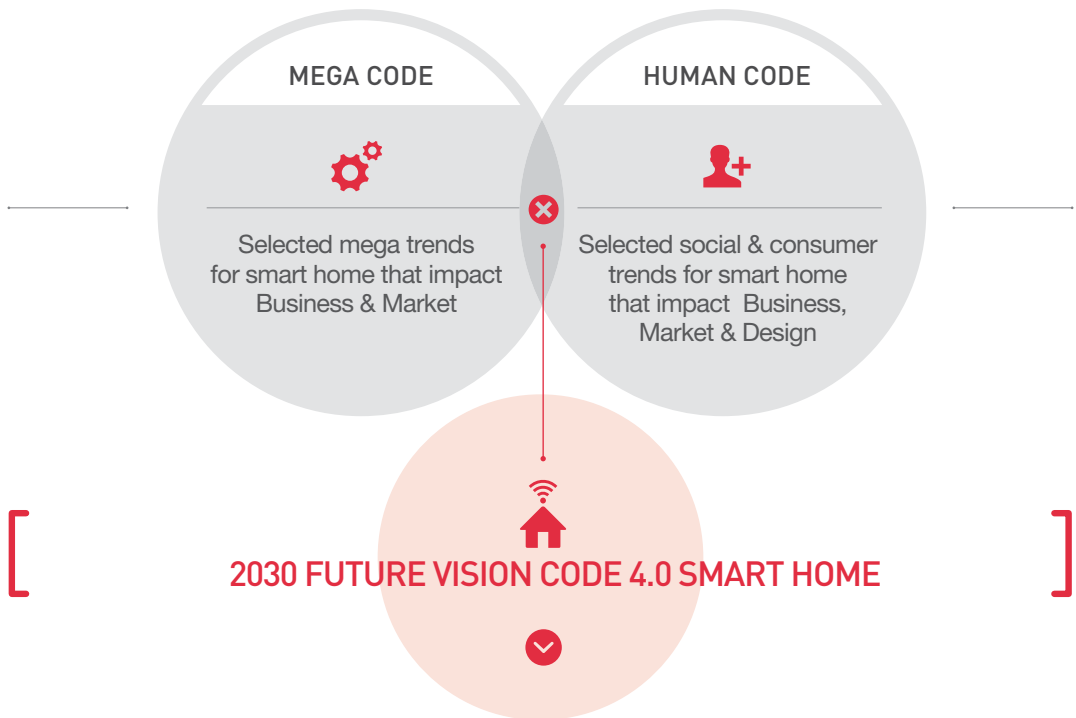 MEGA CODE
HUMAN CODE
Selected mega trends
for smart home that impact
Business & Market
Selected social & consumer
trends for smart home
that impact  Business,
Market & Design
2030 FUTURE VISION CODE 4.0 SMART HOME